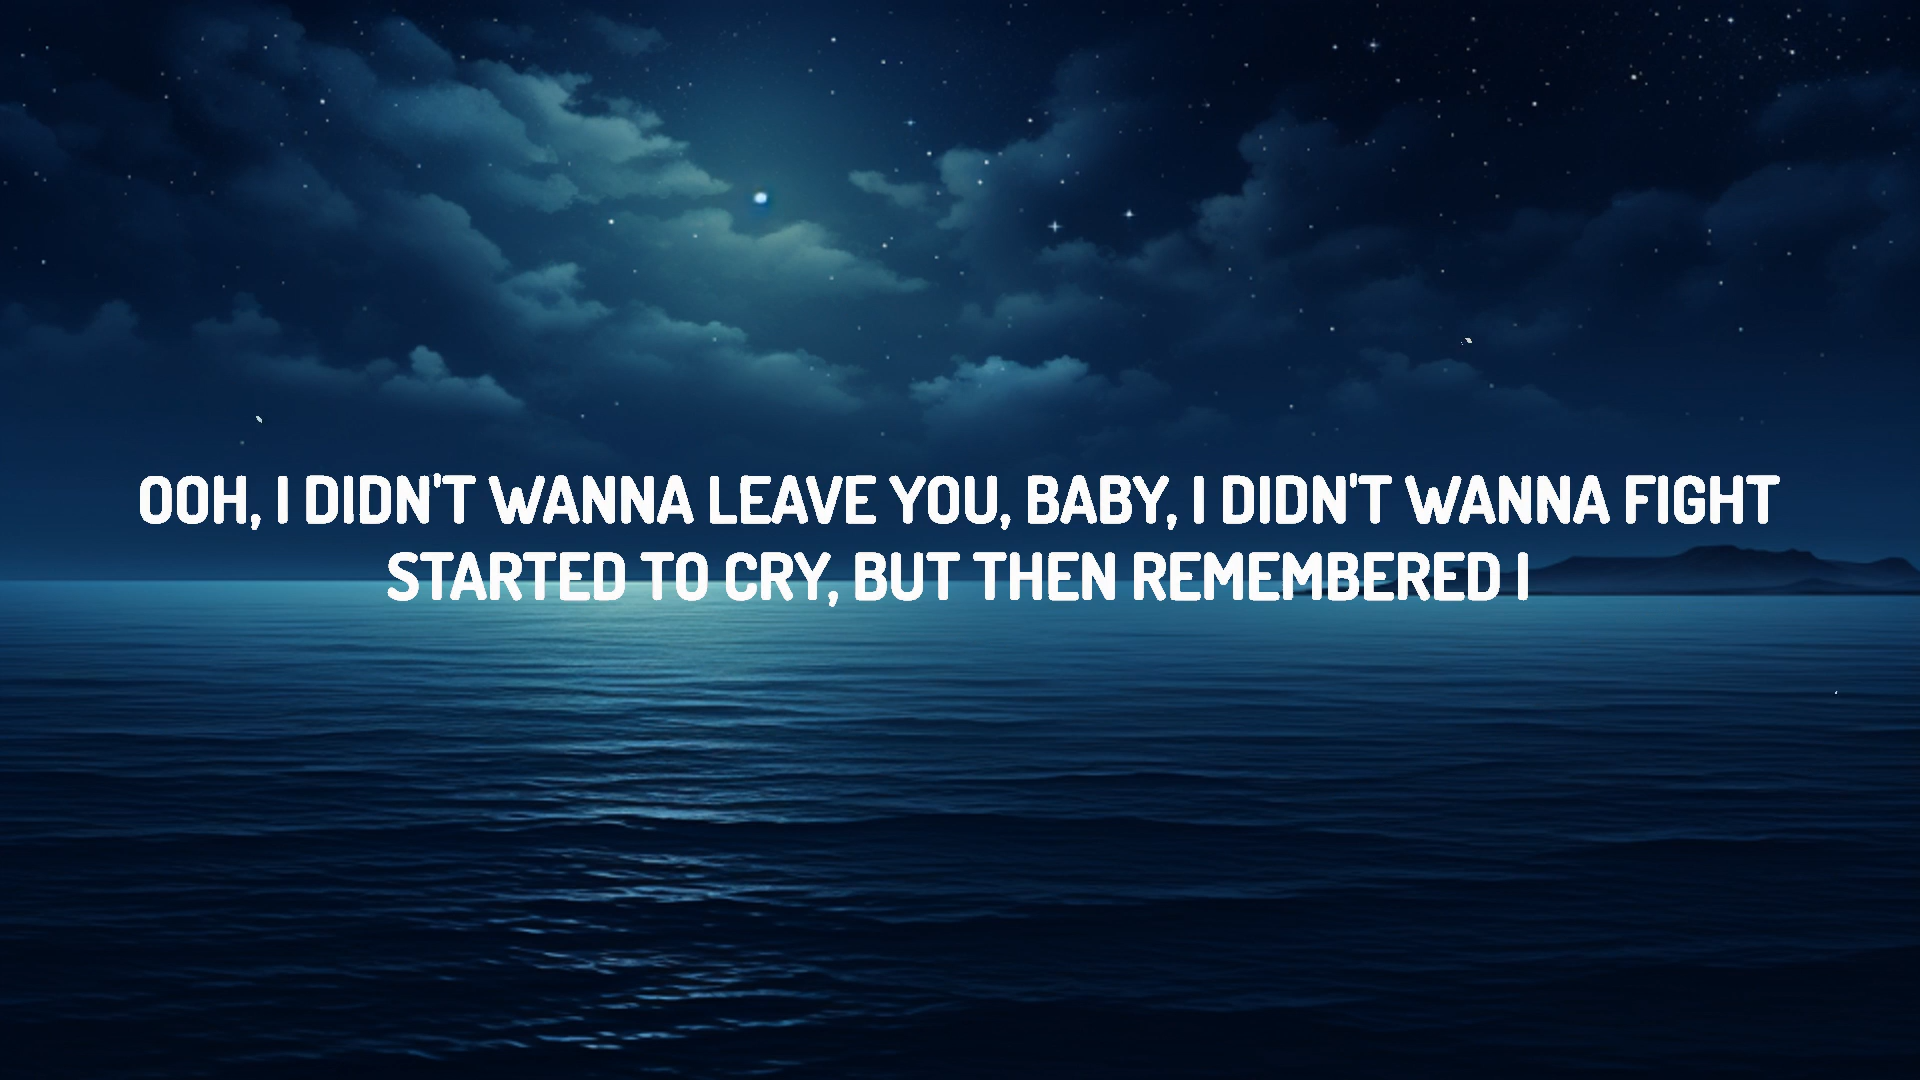 OOH, I DIDN'T WANNA LEAVE YOU, BABY, I DIDN'T WANNA FIGHT
STARTED TO CRY, BUT THEN REMEMBERED I